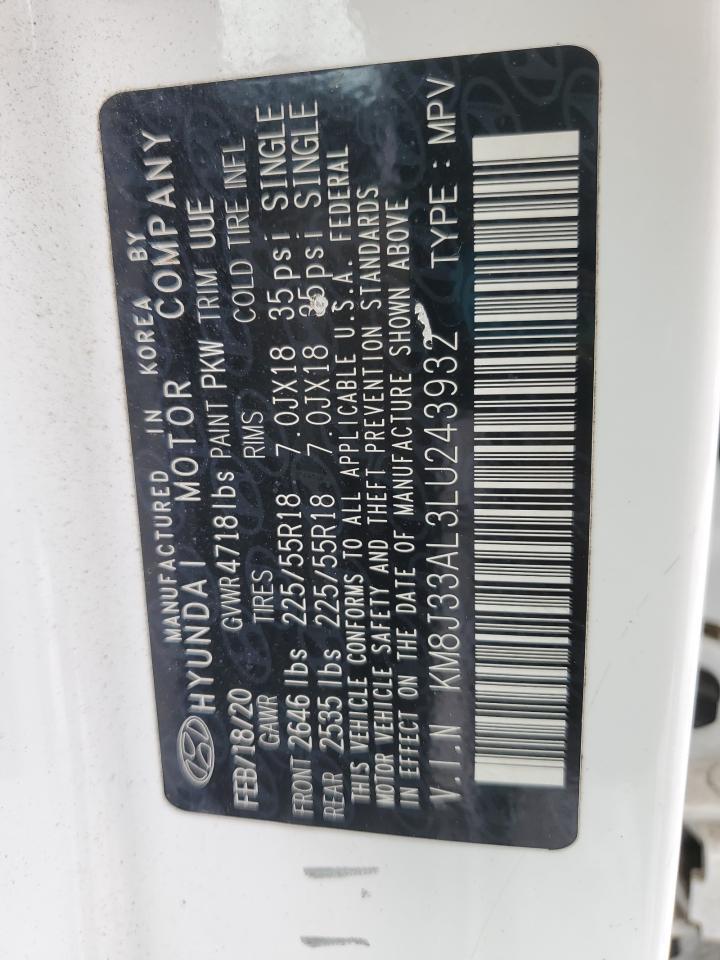 MANUFACTURED IN KOREA BY
HYUNDAI MOTOR COMPANY
FEB/18/20 GVWR 4718 lbs PAINT PKW TRIM UUE
GAWR TIRES RIMS COLD TIRE INFL
FRONT 2646 lbs 225/55R18 7.0JX18 35psi SINGLE
REAR 2535 lbs 225/55R18 7.0JX18 35psi SINGLE
THIS VEHICLE CONFORMS TO ALL APPLICABLE U.S.A. FEDERAL
MOTOR VEHICLE SAFETY AND THEFT PREVENTION STANDARDS
IN EFFECT ON THE DATE OF MANUFACTURE SHOWN ABOVE
V.I.N KM8J33AL3LU243932 TYPE : MPV